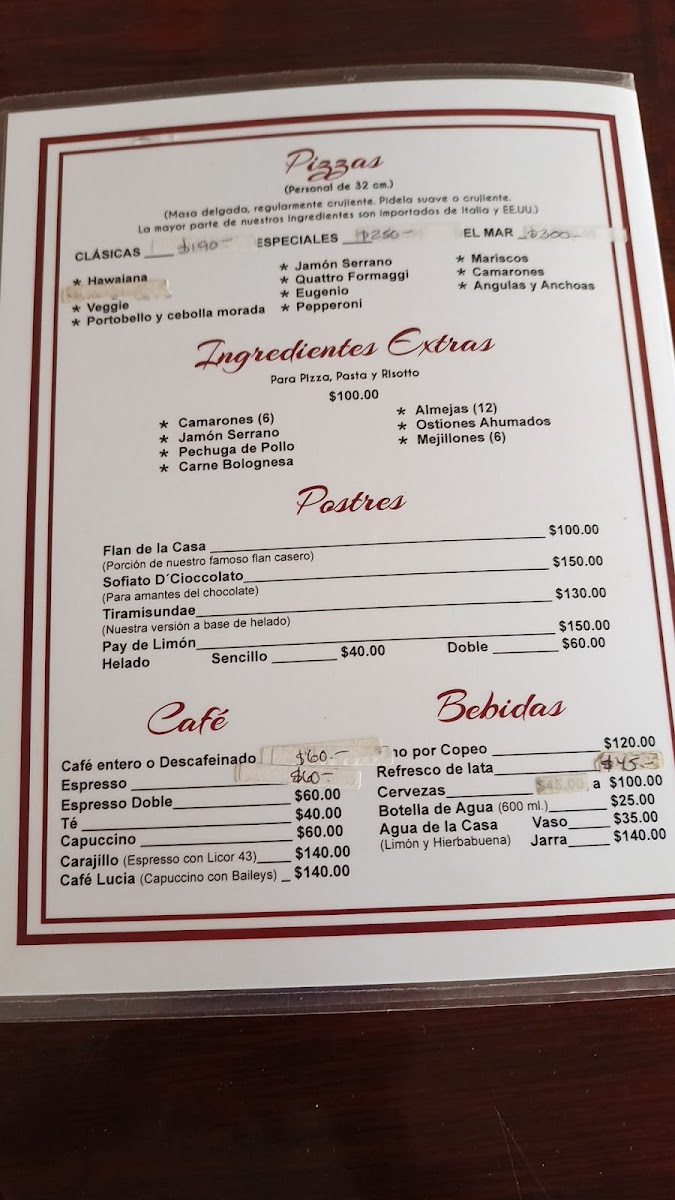 Pizzas
(Personal de 32 cm.)
(Masa delgada, regularmente crujiente. Pídela suave o crujiente.
La mayor parte de nuestros ingredientes son importados de Italia y EE.UU.)
CLÁSICAS $190.-
* Hawaiana
* Veggie
* Portobello y cebolla morada
ESPECIALES $250-
* Jamón Serrano
* Quattro Formaggi
* Eugenio
* Pepperoni
EL MAR $300.-
* Mariscos
* Camarones
* Angulas y Anchoas
Ingredientes Extras
Para Pizza, Pasta y Risotto
$100.00
* Camarones (6)
* Jamón Serrano
* Pechuga de Pollo
* Carne Bolognesa
* Almejas (12)
* Ostiones Ahumados
* Mejillones (6)
Postres
Flan de la Casa $100.00
(Porción de nuestro famoso flan casero)
Sofiato D´Cioccolato $150.00
(Para amantes del chocolate)
Tiramisundae $130.00
(Nuestra versión a base de helado)
Pay de Limón $150.00
Helado Sencillo $40.00 Doble $60.00
Café
Café entero o Descafeinado $60.-
Espresso $60-
Espresso Doble $60.00
Té $40.00
Capuccino $60.00
Carajillo (Espresso con Licor 43) $140.00
Café Lucia (Capuccino con Baileys) $140.00
Bebidas
no por Copeo $120.00
Refresco de lata $45.-
Cervezas $45.00 a $100.00
Botella de Agua (600 ml.) $25.00
Agua de la Casa Vaso $35.00
(Limón y Hierbabuena) Jarra $140.00